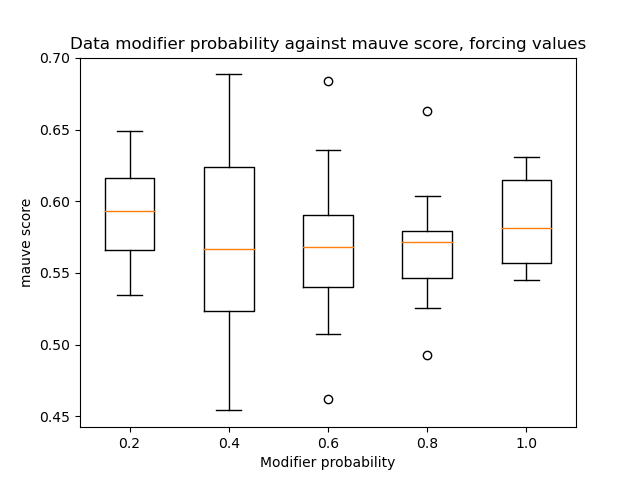 Data modifier probability against mauve score, forcing values
0.70
0.65
0.60
0.55
0.50
0.45
mauve score
0.2 0.4 0.6 0.8 1.0
Modifier probability